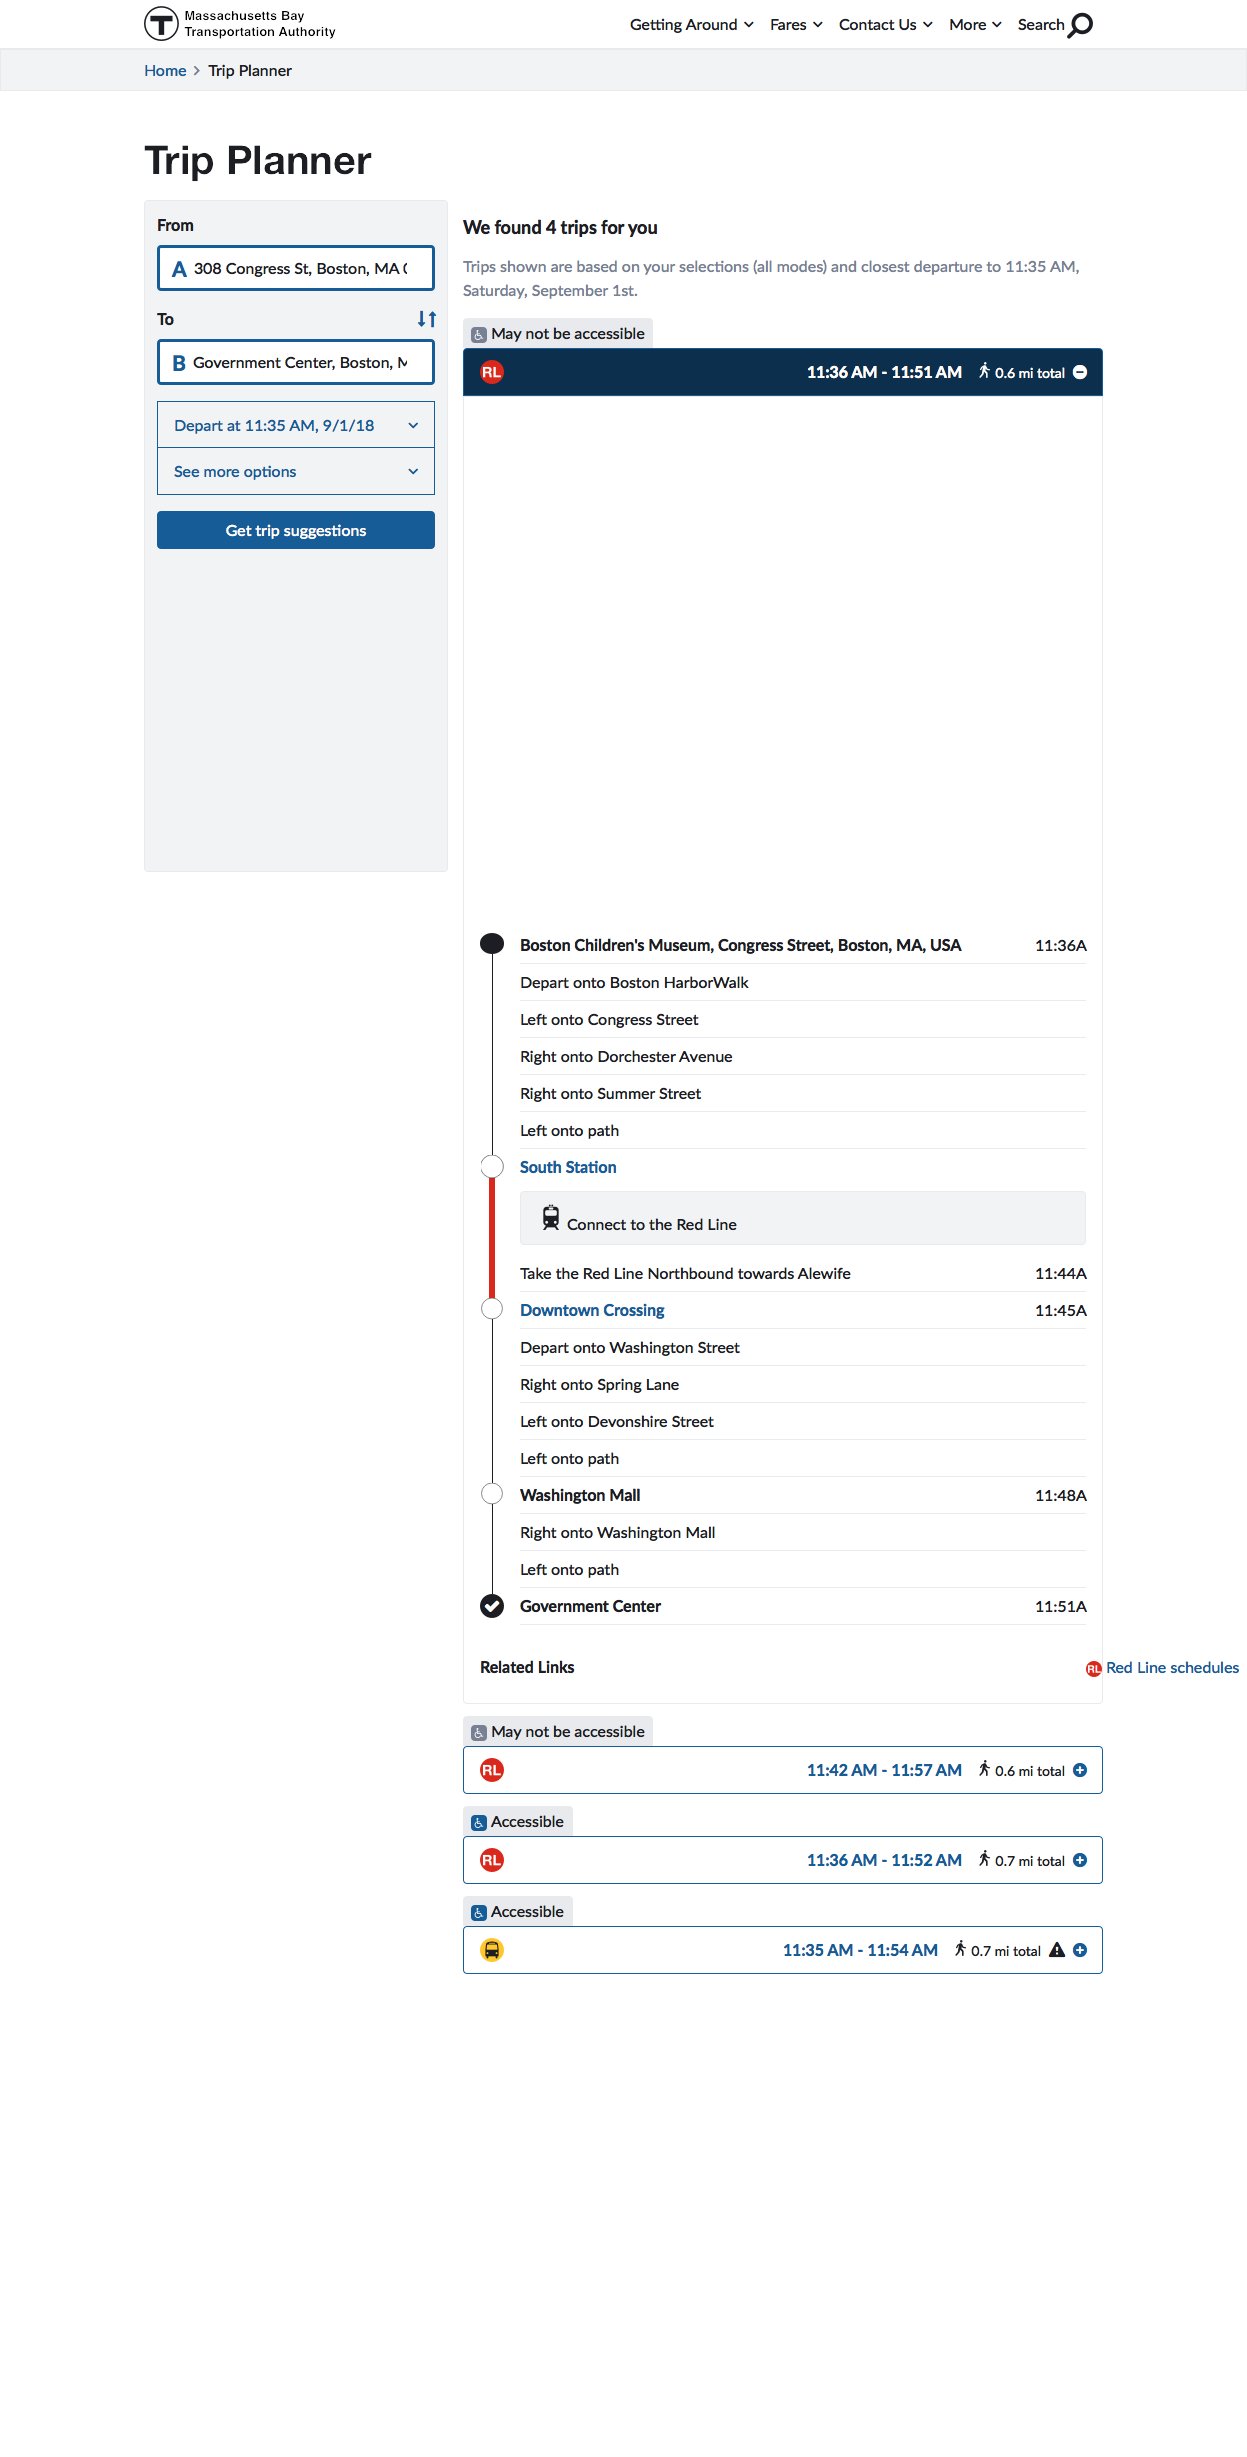 Massachusetts Bay
Transportation Authority
Getting Around Fares Contact Us More Search
Home > Trip Planner
Trip Planner
From
A 308 Congress St, Boston, MA
To
B Government Center, Boston,
Depart at 11:35 AM, 9/1/18
See more options
Get trip suggestions
We found 4 trips for you
Trips shown are based on your selections (all modes) and closest departure to 11:35 AM,
Saturday, September 1st.
May not be accessible
RL 11:36 AM - 11:51 AM 0.6 mi total
Boston Children's Museum, Congress Street, Boston, MA, USA 11:36A
Depart onto Boston HarborWalk
Left onto Congress Street
Right onto Dorchester Avenue
Right onto Summer Street
Left onto path
South Station
Connect to the Red Line
Take the Red Line Northbound towards Alewife 11:44A
Downtown Crossing 11:45A
Depart onto Washington Street
Right onto Spring Lane
Left onto Devonshire Street
Left onto path
Washington Mall 11:48A
Right onto Washington Mall
Left onto path
Government Center 11:51A
Related Links RL Red Line schedules
May not be accessible
RL 11:42 AM - 11:57 AM 0.6 mi total
Accessible
RL 11:36 AM - 11:52 AM 0.7 mi total
Accessible
11:35 AM - 11:54 AM 0.7 mi total